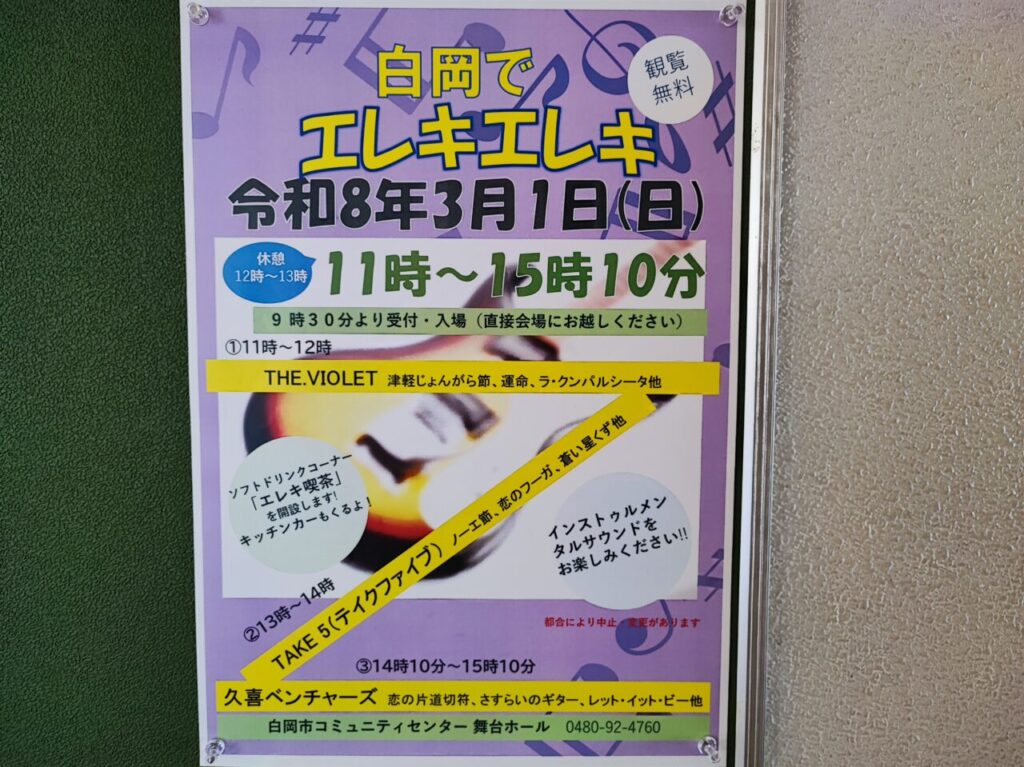 白岡で
観覧
無料
エレキエレキ
令和8年3月1日(日)
休憩
12時～13時
11時～15時10分
9時30分より受付・入場（直接会場にお越しください）
①11時～12時
THE.VIOLET 津軽じょんがら節、運命、ラ・クンパルシータ他
ソフトドリンクコーナー
「エレキ喫茶」
を開設します!
キッチンカーもくるよ!
②13時～14時
TAKE 5(テイクファイブ) ノーエ節、恋のフーガ、蒼い星くず他
インストゥルメン
タルサウンドを
お楽しみください!!
都合により中止・変更があります
③14時10分～15時10分
久喜ベンチャーズ 恋の片道切符、さすらいのギター、レット・イット・ビー他
白岡市コミュニティセンター 舞台ホール 0480-92-4760